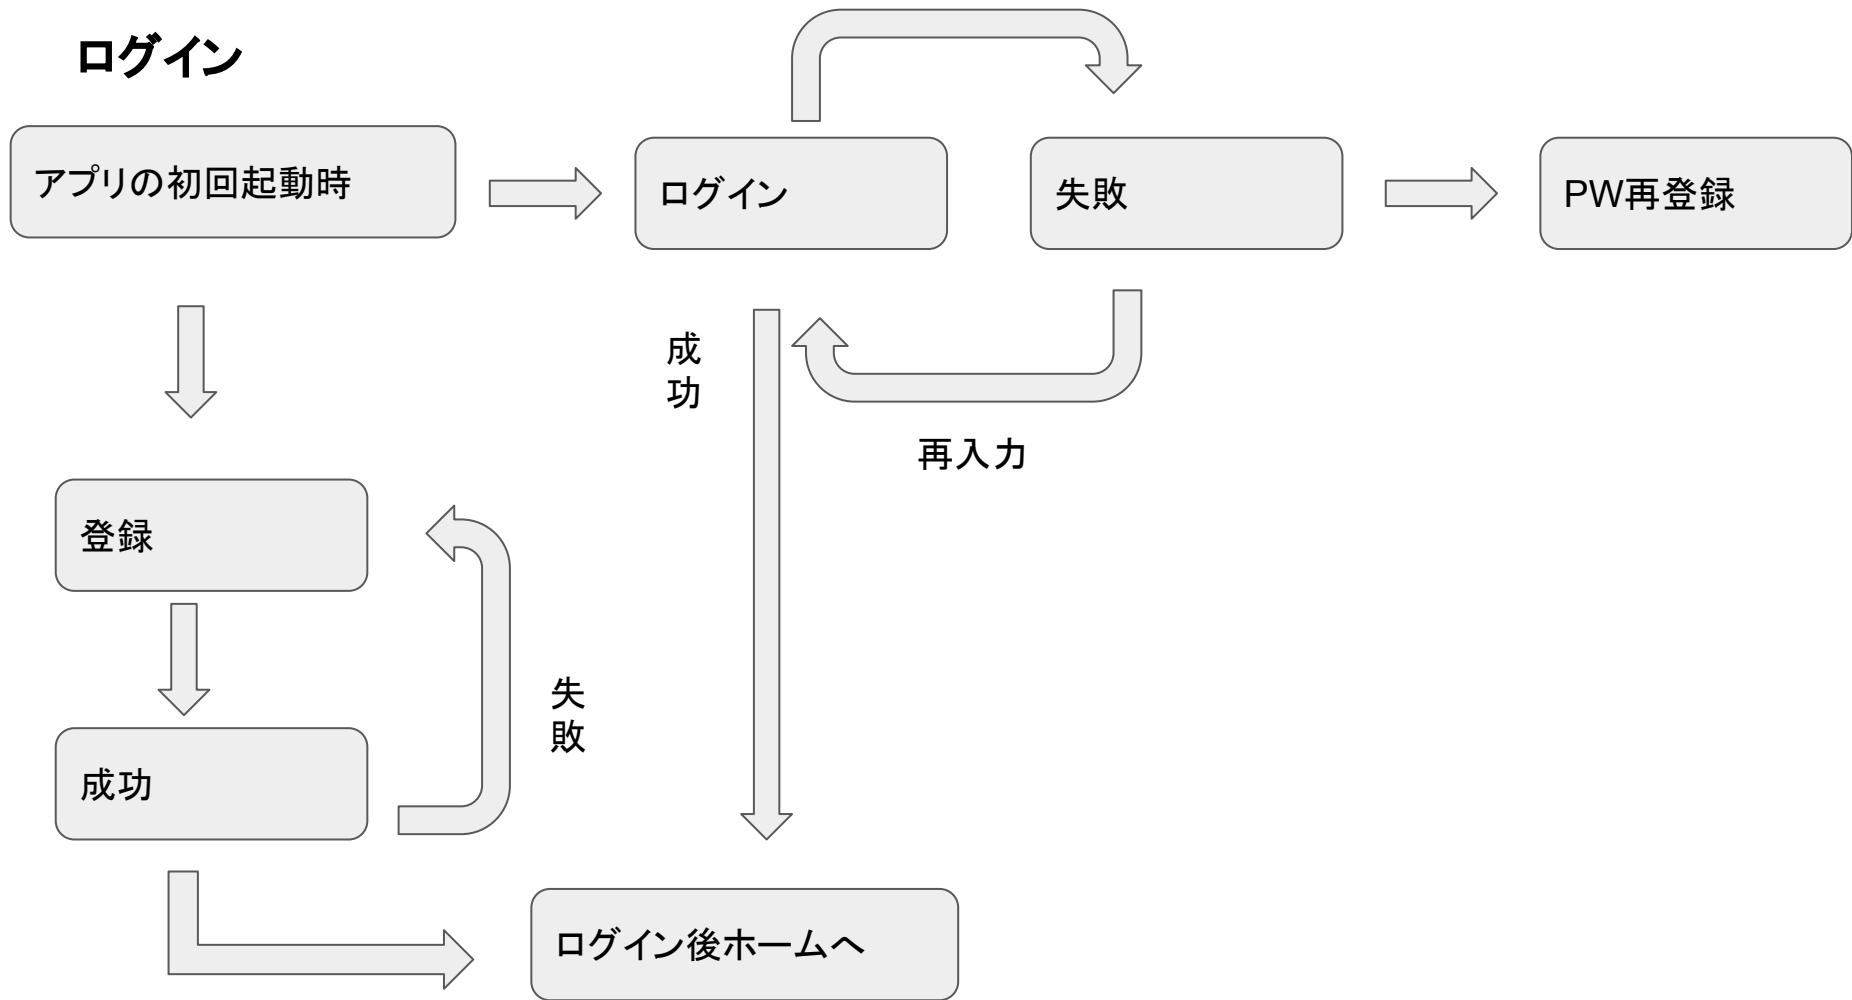 ログイン
アプリの初回起動時
ログイン
失敗
PW再登録
成
功
再入力
登録
失
敗
成功
ログイン後ホームへ